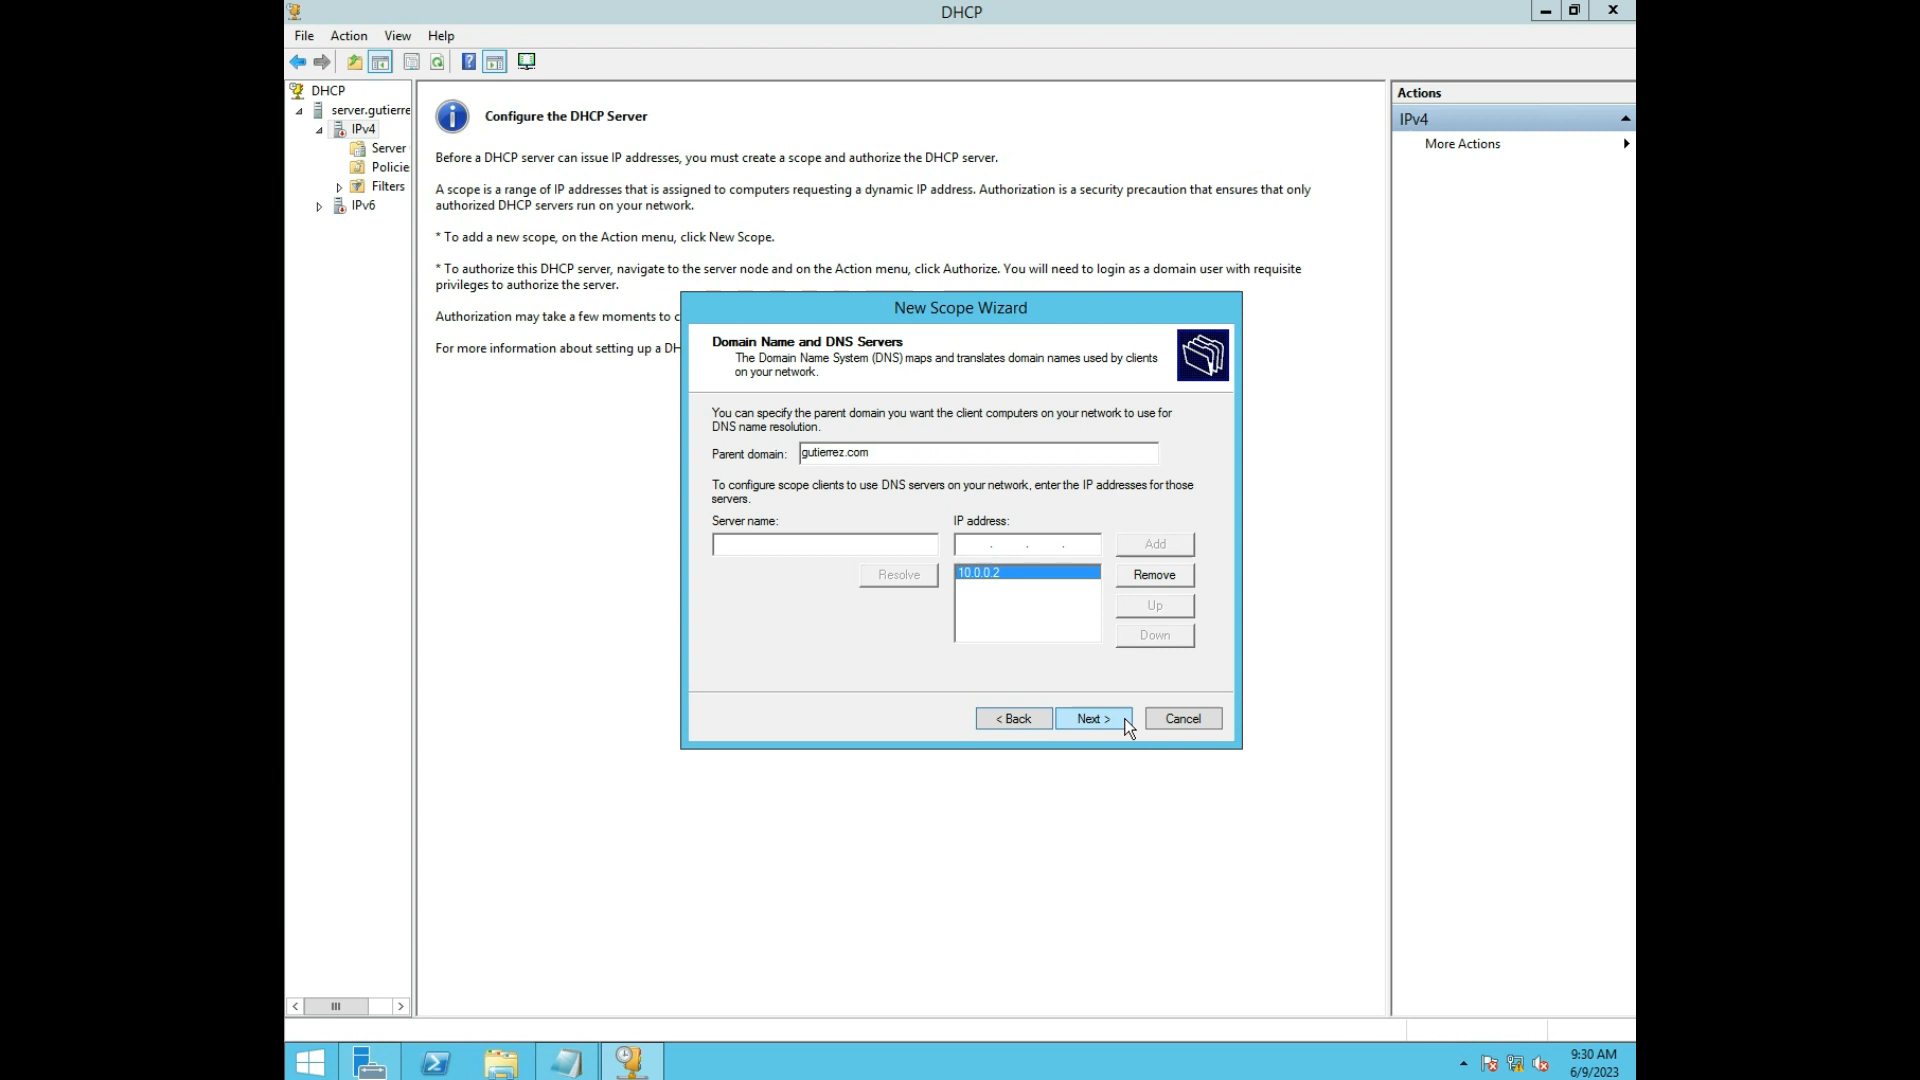 DHCP
File Action View Help
DHCP
server.gutierre
IPv4
Server
Policie
Filters
IPv6
Configure the DHCP Server
Before a DHCP server can issue IP addresses, you must create a scope and authorize the DHCP server.
A scope is a range of IP addresses that is assigned to computers requesting a dynamic IP address. Authorization is a security precaution that ensures that only
authorized DHCP servers run on your network.
* To add a new scope, on the Action menu, click New Scope.
* To authorize this DHCP server, navigate to the server node and on the Action menu, click Authorize. You will need to login as a domain user with requisite
privileges to authorize the server.
Authorization may take a few moments to c
For more information about setting up a DH
New Scope Wizard
Domain Name and DNS Servers
The Domain Name System (DNS) maps and translates domain names used by clients
on your network.
You can specify the parent domain you want the client computers on your network to use for
DNS name resolution.
Parent domain: gutierrez.com
To configure scope clients to use DNS servers on your network, enter the IP addresses for those
servers.
Server name: IP address:
. . . Add
Resolve 10.0.0.2 Remove
Up
Down
< Back Next > Cancel
Actions
IPv4
More Actions
9:30 AM
6/9/2023